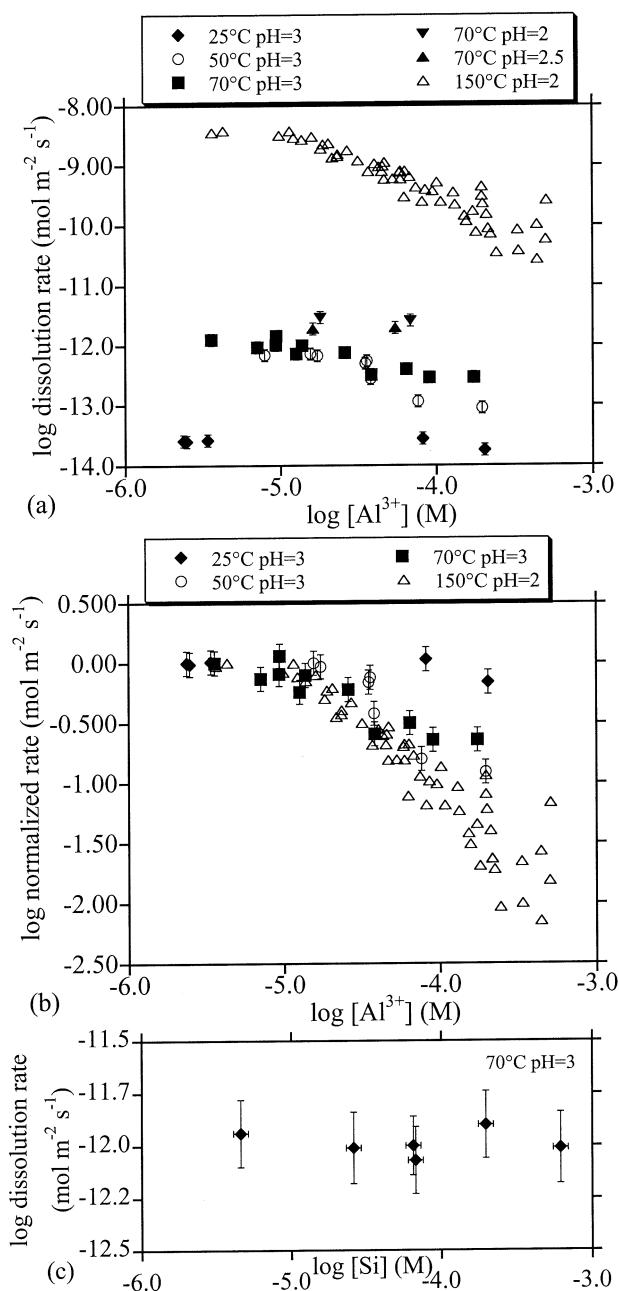 25°C pH=3 70°C pH=2
50°C pH=3 70°C pH=2.5
70°C pH=3 150°C pH=2
-8.00
-9.00
-10.0
-11.0
-12.0
-13.0
-14.0
log dissolution rate (mol m⁻² s⁻¹)
-6.0 -5.0 -4.0 -3.0
log [Al³⁺] (M)
(a)
25°C pH=3 70°C pH=3
50°C pH=3 150°C pH=2
0.500
0.00
-0.500
-1.00
-1.50
-2.00
-2.50
log normalized rate (mol m⁻² s⁻¹)
-6.0 -5.0 -4.0 -3.0
log [Al³⁺] (M)
(b)
70°C pH=3
-11.5
-11.7
-12.0
-12.2
-12.5
log dissolution rate
(mol m⁻² s⁻¹)
-6.0 -5.0 -4.0 -3.0
log [Si] (M)
(c)